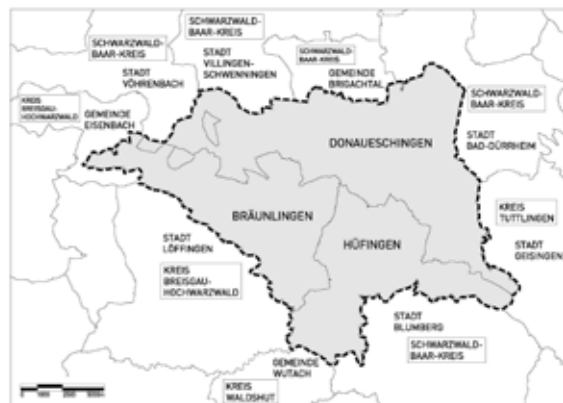 SCHWARZWALD-
BAAR-KREIS
SCHWARZWALD-
BAAR-KREIS
STADT
VILLINGEN-
SCHWENNINGEN
SCHWARZWALD-
BAAR-KREIS
GEMEINDE
BRIGACHTAL
STADT
VÖHRENBACH
KREIS
BREISGAU-
HOCHWARZWALD
GEMEINDE
EISENBACH
SCHWARZWALD-
BAAR-KREIS
DONAUESCHINGEN
STADT
BAD-DÜRRHEIM
KREIS
TUTTLINGEN
BRÄUNLINGEN
STADT
LÖFFINGEN
HÜFINGEN
STADT
GEISINGEN
KREIS
BREISGAU-
HOCHWARZWALD
STADT
BLUMBERG
SCHWARZWALD-
BAAR-KREIS
GEMEINDE
WUTACH
KREIS
WALDSHUT